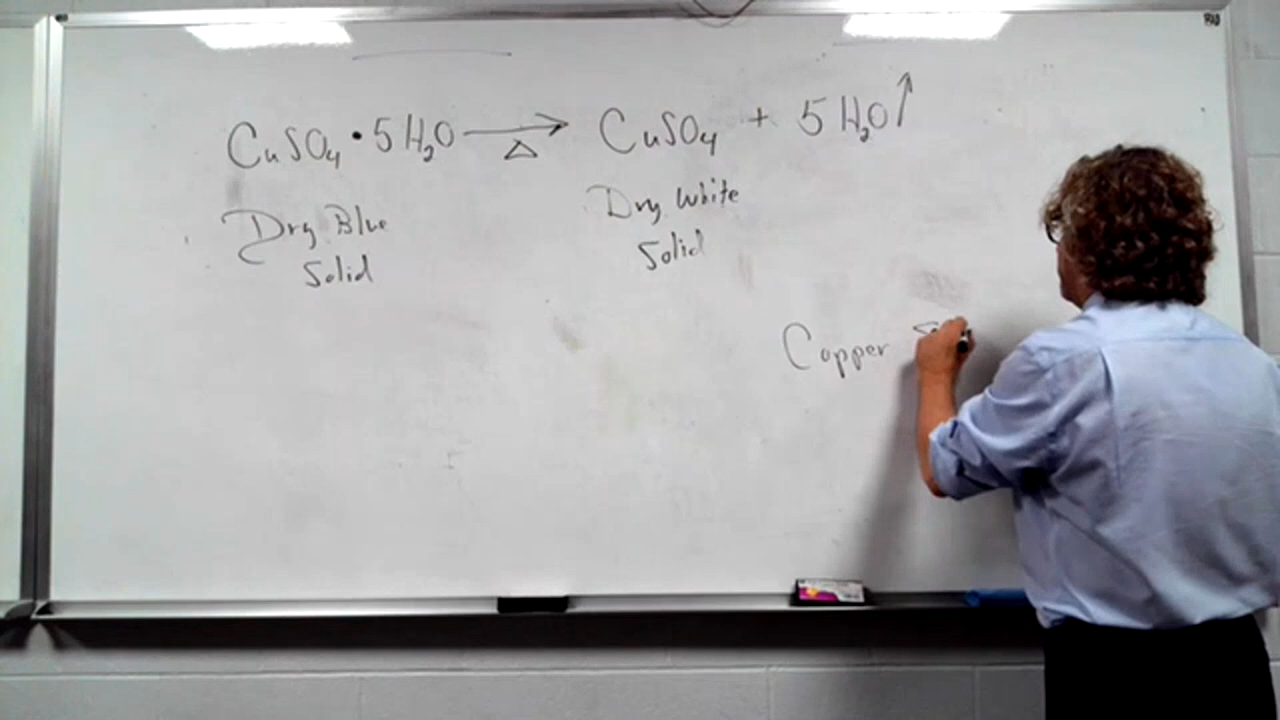 CuSO₄ • 5 H₂O ⟶ Δ CuSO₄ + 5 H₂O↑
Dry Blue
Solid
Dry White
Solid
Copper